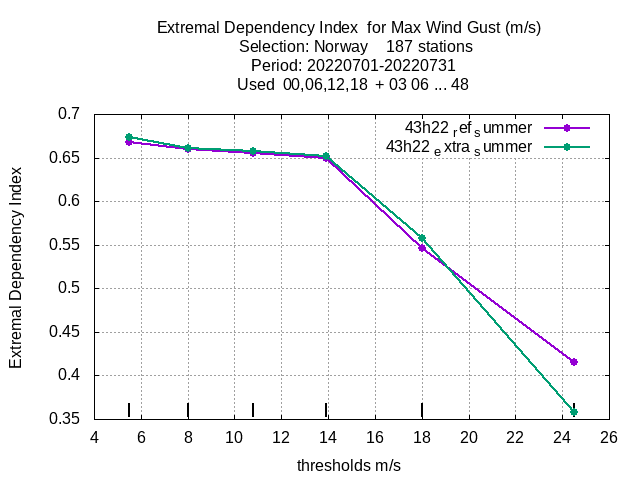 Extremal Dependency Index  for Max Wind Gust (m/s)
Selection: Norway    187 stations
Period: 20220701-20220731
Used  00,06,12,18  + 03 06 ... 48
43h22 ref summer
43h22 extra summer
Extremal Dependency Index
0.7
0.65
0.6
0.55
0.5
0.45
0.4
0.35
4 6 8 10 12 14 16 18 20 22 24 26
thresholds m/s